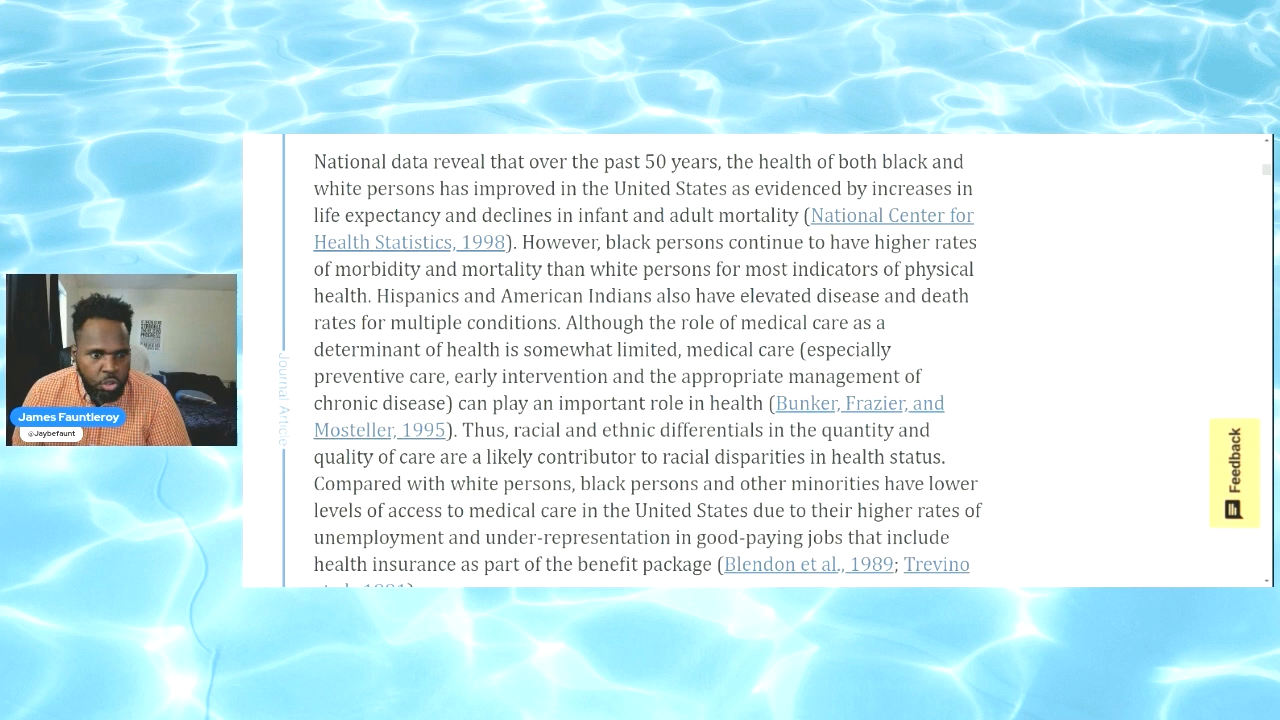 National data reveal that over the past 50 years, the health of both black and
white persons has improved in the United States as evidenced by increases in
life expectancy and declines in infant and adult mortality (National Center for
Health Statistics, 1998). However, black persons continue to have higher rates
of morbidity and mortality than white persons for most indicators of physical
health. Hispanics and American Indians also have elevated disease and death
rates for multiple conditions. Although the role of medical care as a
determinant of health is somewhat limited, medical care (especially
preventive care, early intervention and the appropriate management of
chronic disease) can play an important role in health (Bunker, Frazier, and
Mosteller, 1995). Thus, racial and ethnic differentials in the quantity and
quality of care are a likely contributor to racial disparities in health status.
Compared with white persons, black persons and other minorities have lower
levels of access to medical care in the United States due to their higher rates of
unemployment and under-representation in good-paying jobs that include
health insurance as part of the benefit package (Blendon et al., 1989; Trevino
Journal Article
James Fauntleroy
@Jaybefaunt
Feedback